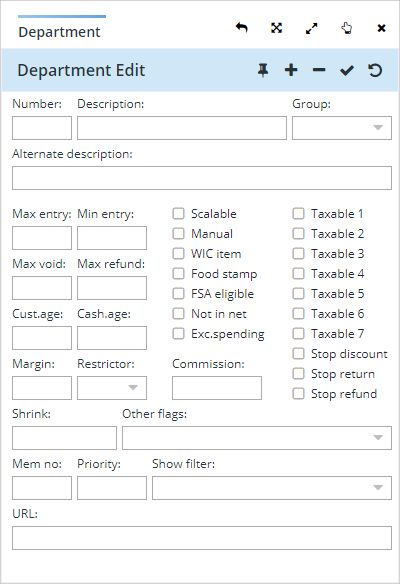 Department
Department Edit
Number: Description: Group:
Alternate description:
Max entry: Min entry: Scalable Taxable 1
Manual Taxable 2
WIC item Taxable 3
Max void: Max refund: Food stamp Taxable 4
FSA eligible Taxable 5
Cust.age: Cash.age: Not in net Taxable 6
Exc.spending Taxable 7
Stop discount
Margin: Restrictor: Commission: Stop return
Stop refund
Shrink: Other flags:
Mem no: Priority: Show filter:
URL: